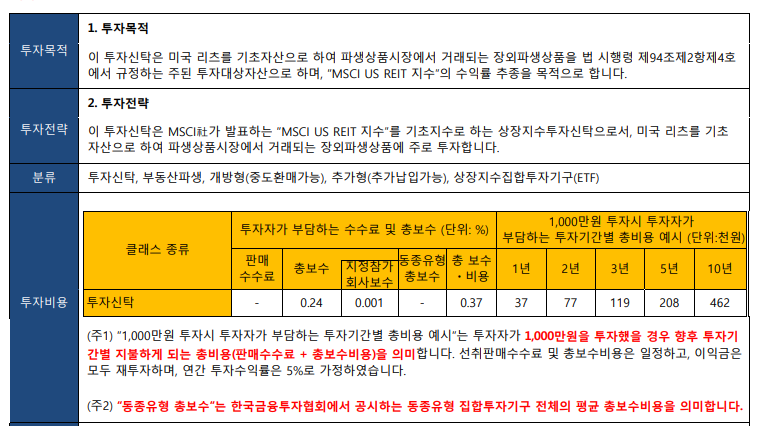 투자목적
1. 투자목적
이 투자신탁은 미국 리츠를 기초자산으로 하여 파생상품시장에서 거래되는 장외파생상품을 법 시행령 제94조제2항제4호
에서 규정하는 주된 투자대상자산으로 하며, “MSCI US REIT 지수”의 수익률 추종을 목적으로 합니다.
투자전략
2. 투자전략
이 투자신탁은 MSCI社가 발표하는 “MSCI US REIT 지수”를 기초지수로 하는 상장지수투자신탁으로서, 미국 리츠를 기초
자산으로 하여 파생상품시장에서 거래되는 장외파생상품에 주로 투자합니다.
분류
투자신탁, 부동산파생, 개방형(중도환매가능), 추가형(추가납입가능), 상장지수집합투자기구(ETF)
투자비용
클래스 종류
투자자가 부담하는 수수료 및 총보수 (단위: %)
1,000만원 투자시 투자자가
부담하는 투자기간별 총비용 예시 (단위:천원)
판매
수수료
총보수
지정참가
회사보수
동종유형
총보수
총 보수
・비용
1년
2년
3년
5년
10년
투자신탁 - 0.24 0.001 - 0.37 37 77 119 208 462
(주1) “1,000만원 투자시 투자자가 부담하는 투자기간별 총비용 예시”는 투자자가 1,000만원을 투자했을 경우 향후 투자기
간별 지불하게 되는 총비용(판매수수료 + 총보수비용)을 의미합니다. 선취판매수수료 및 총보수비용은 일정하고, 이익금은
모두 재투자하며, 연간 투자수익률은 5%로 가정하였습니다.
(주2) “동종유형 총보수”는 한국금융투자협회에서 공시하는 동종유형 집합투자기구 전체의 평균 총보수비용을 의미합니다.